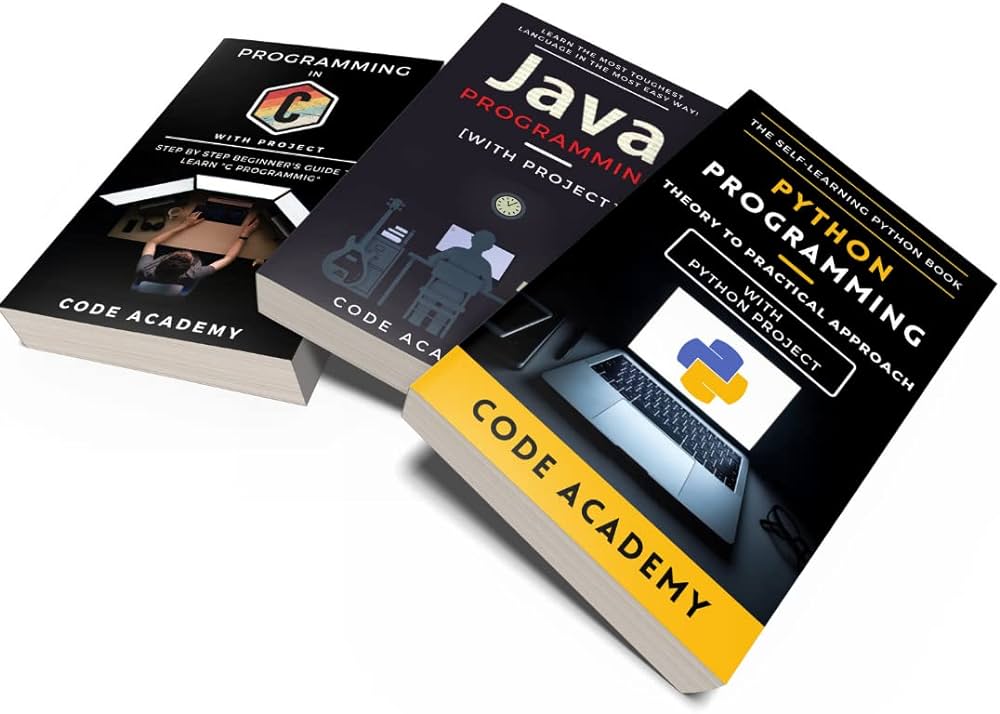 PROGRAMMING
IN
C
WITH PROJECT
STEP BY STEP BEGINNER'S GUIDE
LEARN "C PROGRAMMIG"
CODE ACADEMY
LEARN THE MOST TOUGHEST
LANGUAGE IN THE MOST EASY WAY!
Java
PROGRAMMIN
[WITH PROJECT]
CODE ACA
THE SELF-LEARNING PYTHON BOOK
PYTHON
PROGRAMMING
THEORY TO PRACTICAL APPROACH
WITH
PYTHON PROJECT
CODE ACADEMY